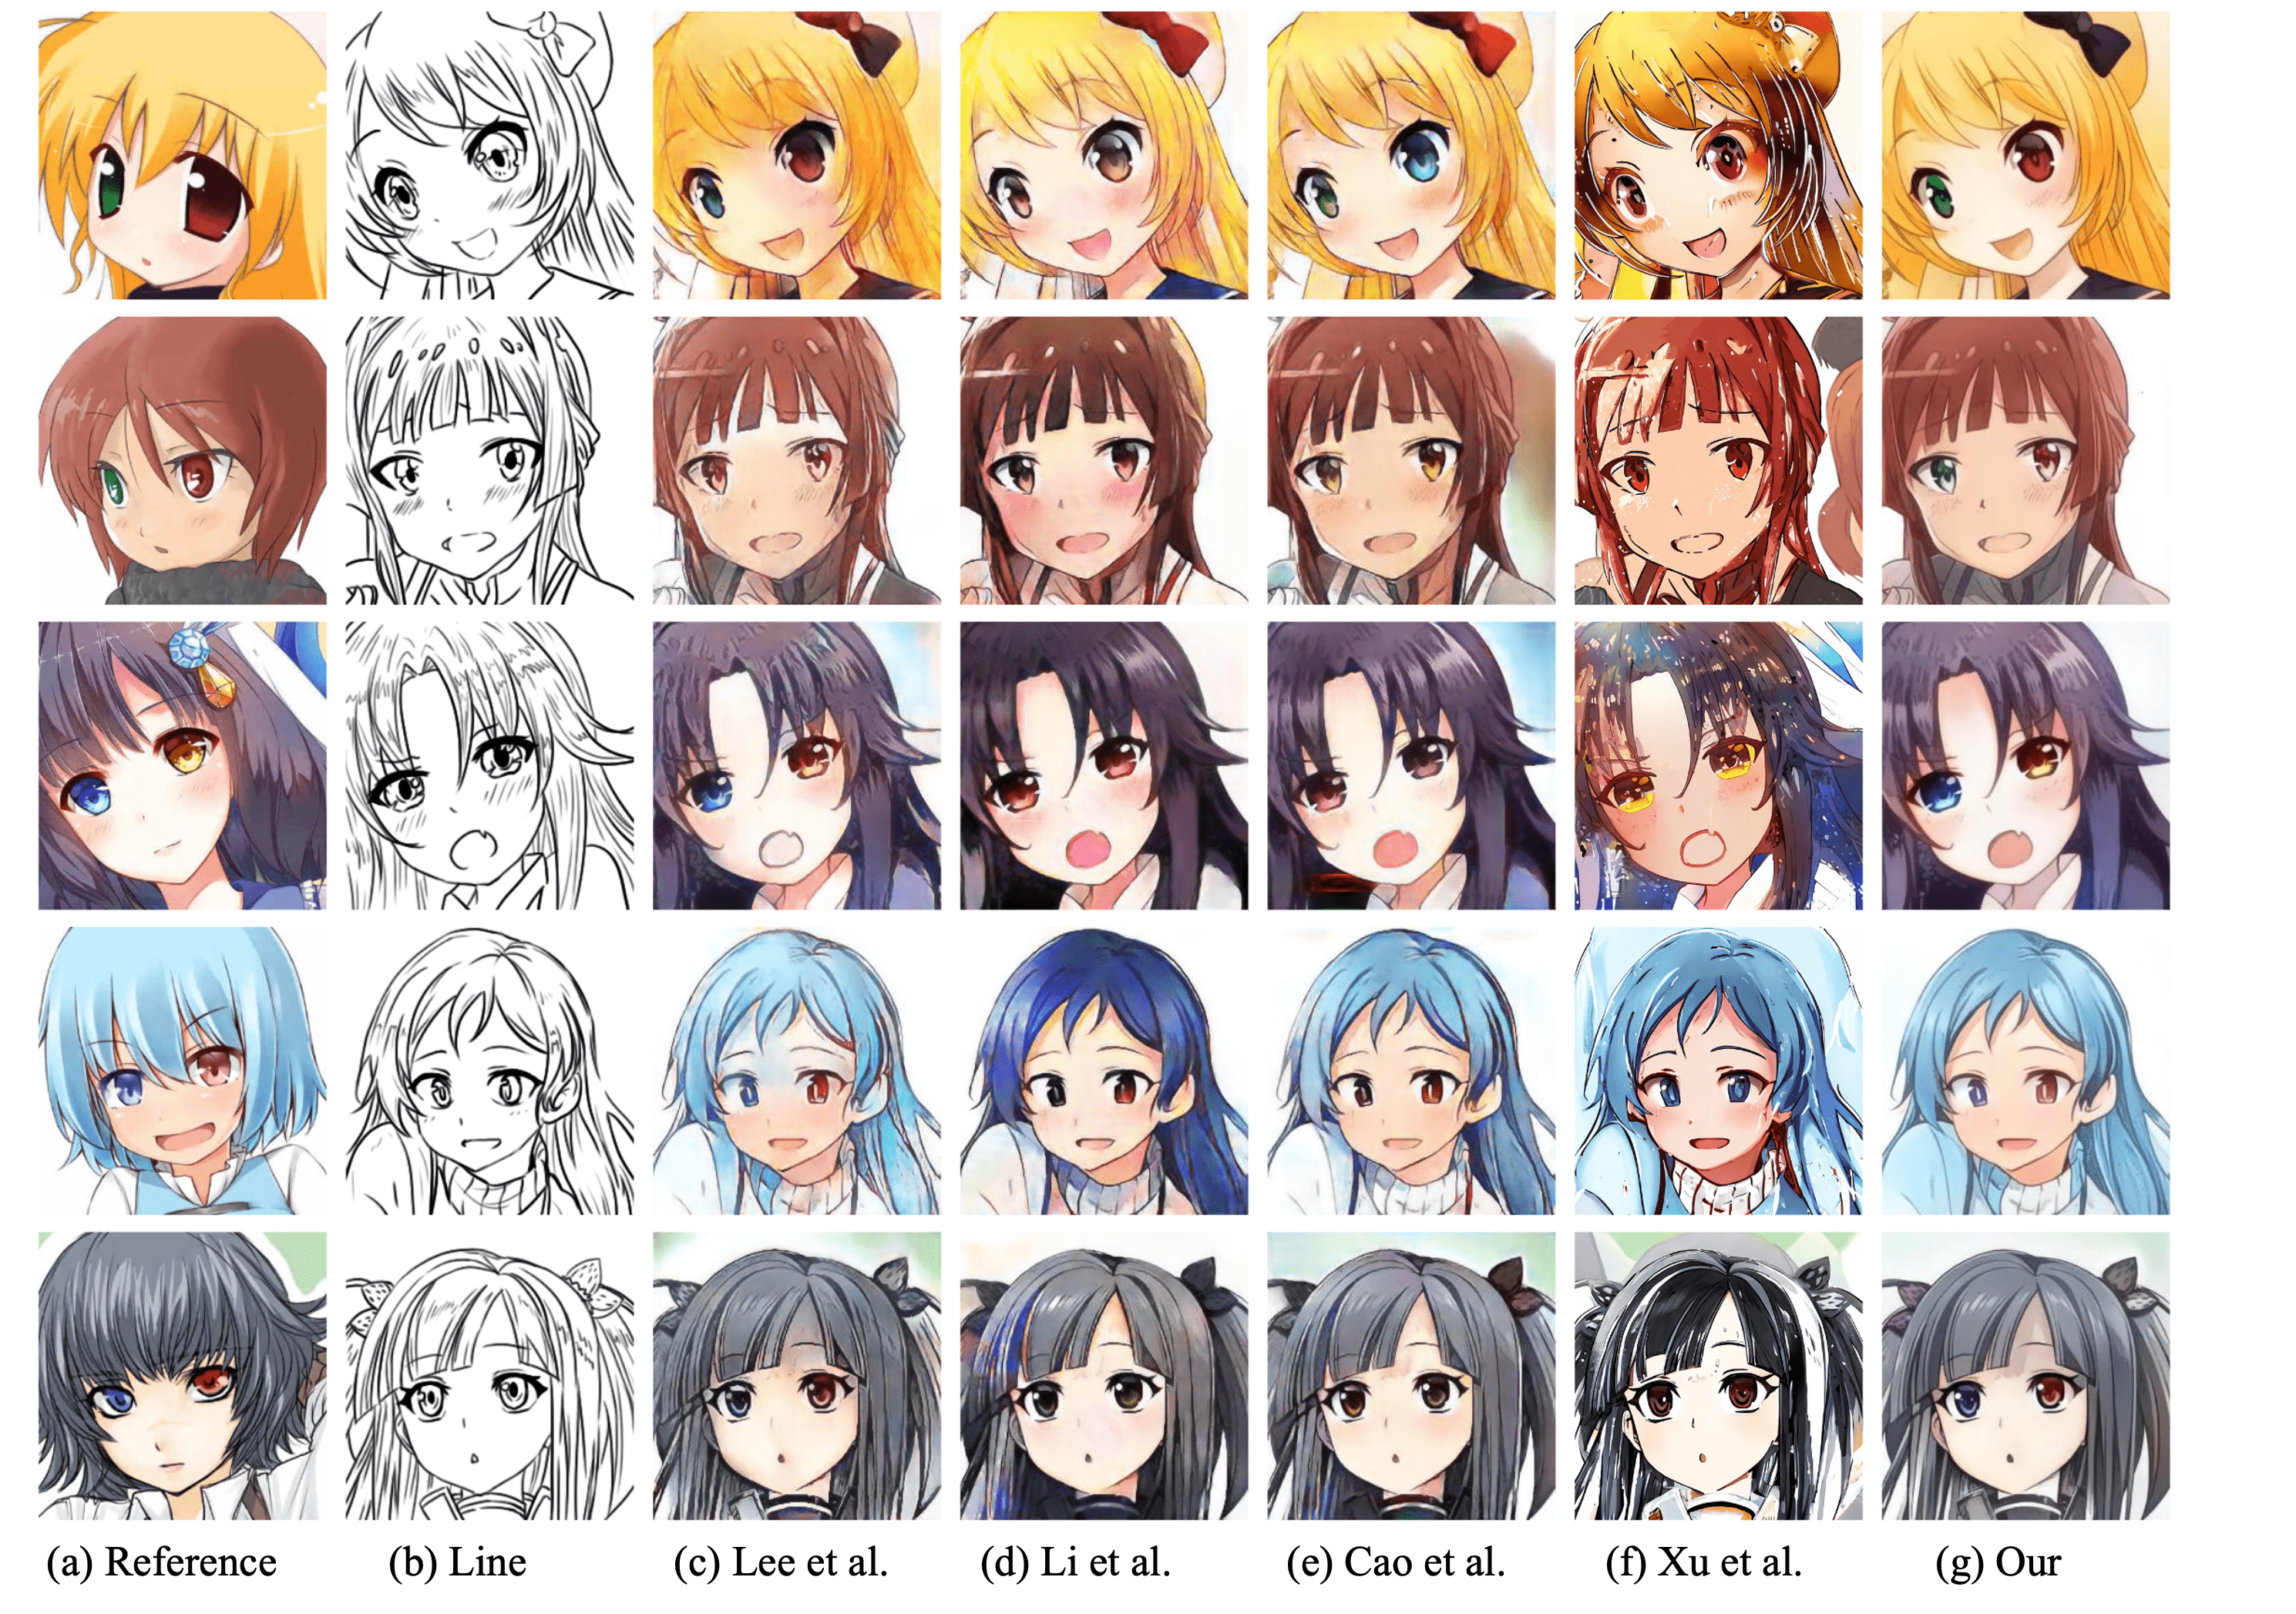 (a) Reference (b) Line (c) Lee et al. (d) Li et al. (e) Cao et al. (f) Xu et al. (g) Our